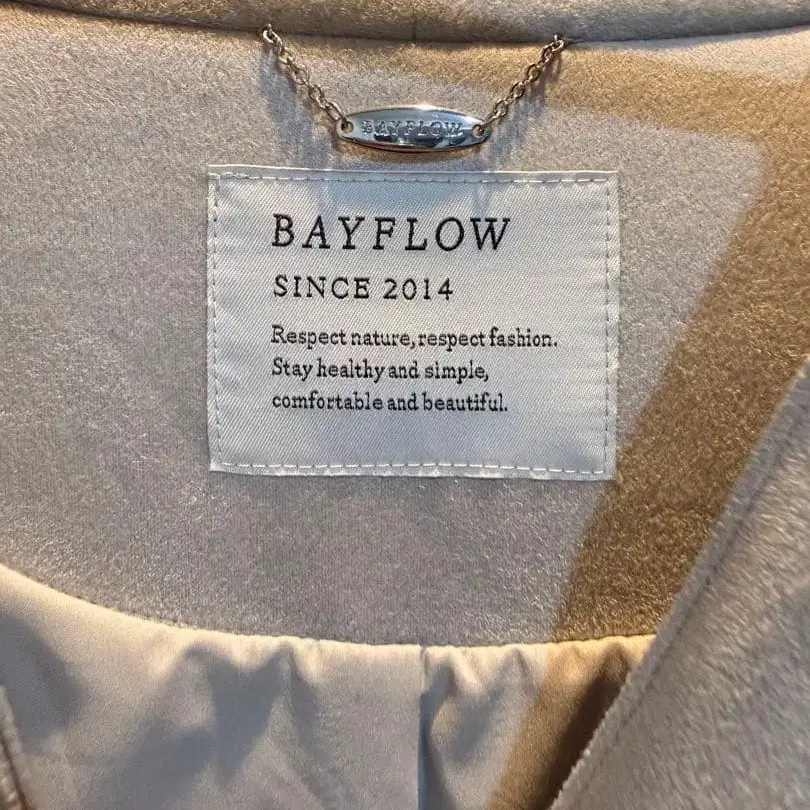 BAYFLOW
BAYFLOW
SINCE 2014
Respect nature, respect fashion.
Stay healthy and simple,
comfortable and beautiful.